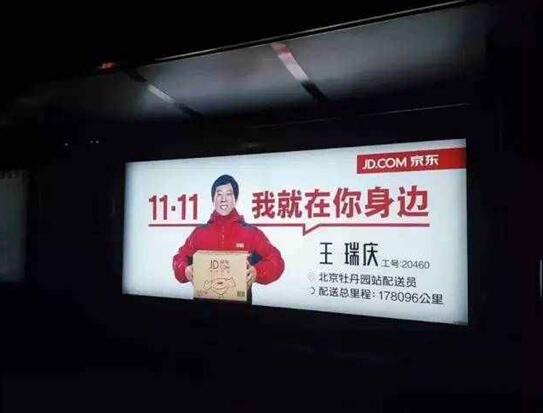 JD.COM 京东
11·11 我就在你身边
王 瑞庆 工号:20460
北京牡丹园站配送员
配送总里程:178096公里
JD